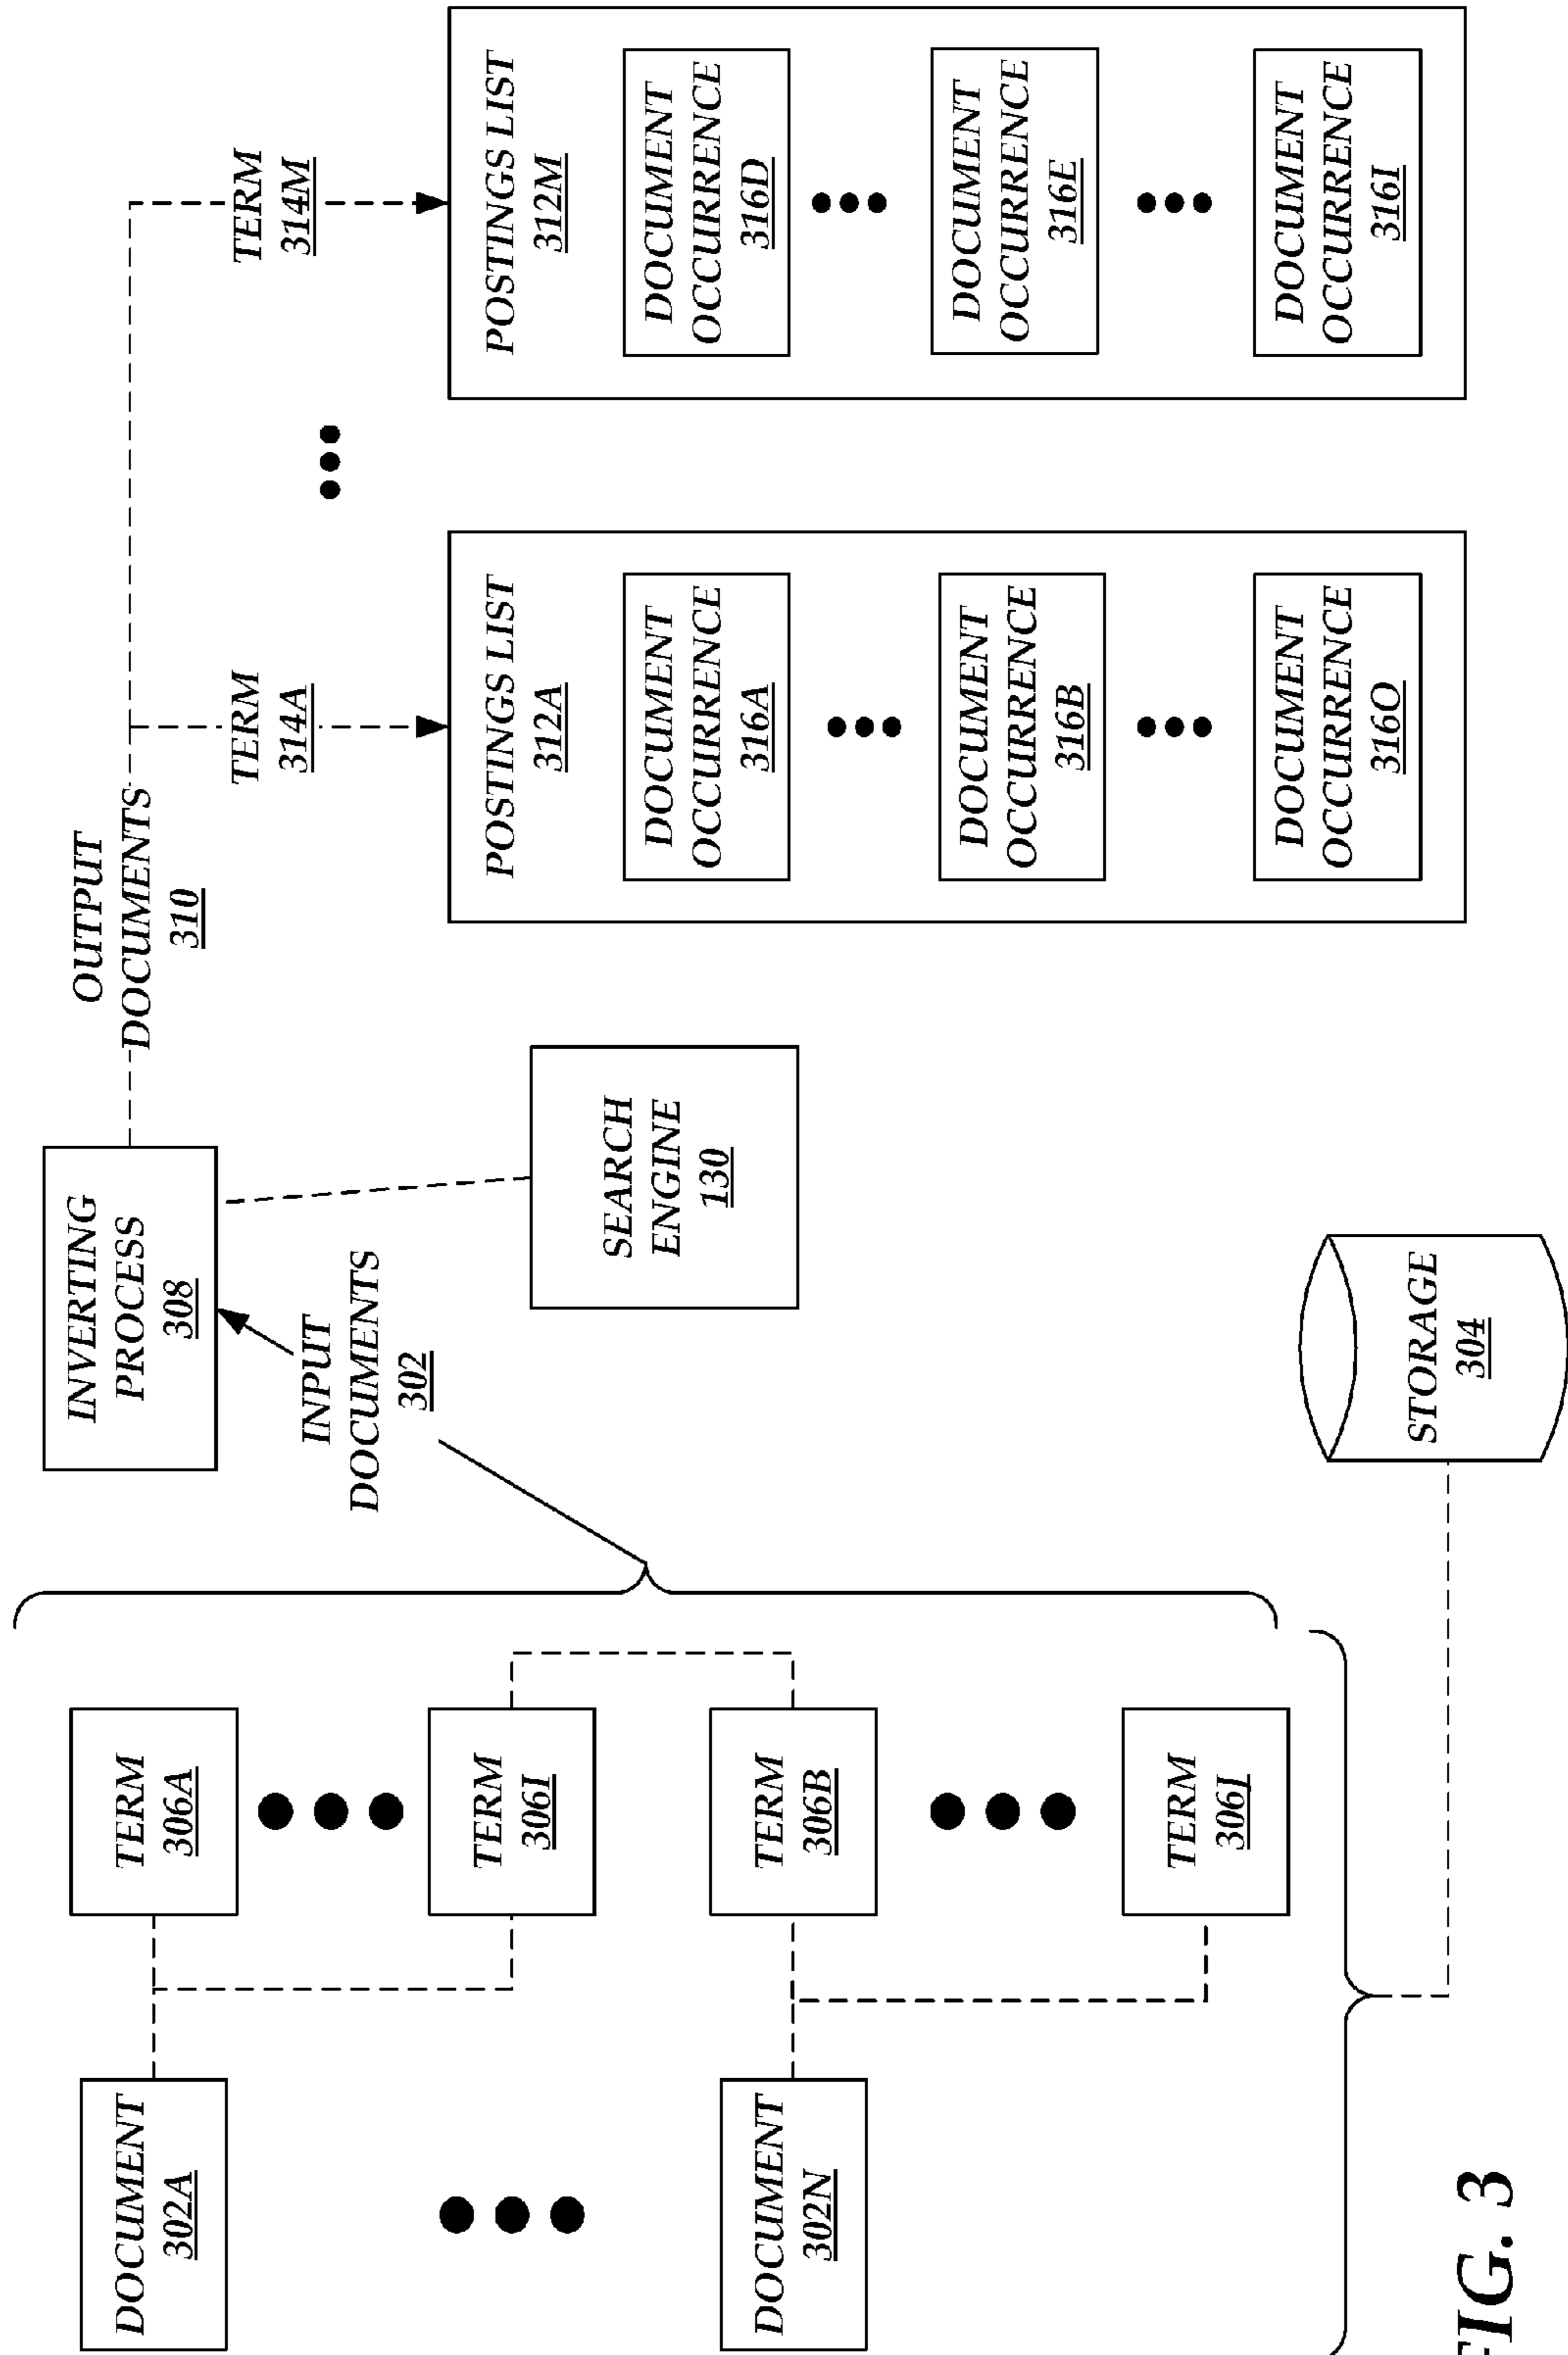 DOCUMENT
302A
DOCUMENT
302N
TERM
306A
TERM
306I
TERM
306B
TERM
306J
INPUT
DOCUMENTS
302
INVERTING
PROCESS
308
SEARCH
ENGINE
130
STORAGE
304
OUTPUT
DOCUMENTS
310
TERM
314A
POSTINGS LIST
312A
DOCUMENT
OCCURRENCE
316A
DOCUMENT
OCCURRENCE
316B
DOCUMENT
OCCURRENCE
316O
TERM
314M
POSTINGS LIST
312M
DOCUMENT
OCCURRENCE
316D
DOCUMENT
OCCURRENCE
316E
DOCUMENT
OCCURRENCE
316I
FIG. 3